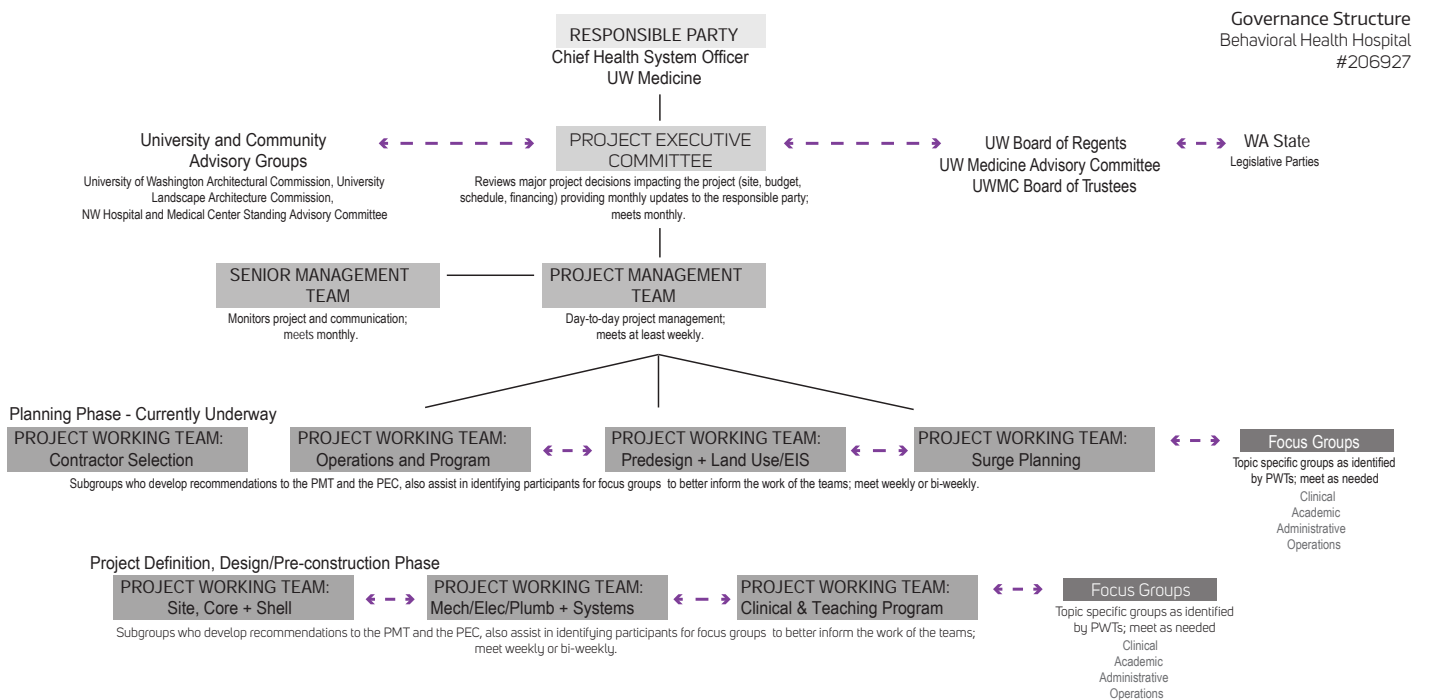 Governance Structure
Behavioral Health Hospital
#206927
RESPONSIBLE PARTY
Chief Health System Officer
UW Medicine
University and Community
Advisory Groups
University of Washington Architectural Commission, University
Landscape Architecture Commission,
NW Hospital and Medical Center Standing Advisory Committee
PROJECT EXECUTIVE
COMMITTEE
Reviews major project decisions impacting the project (site, budget,
schedule, financing) providing monthly updates to the responsible party;
meets monthly.
UW Board of Regents
UW Medicine Advisory Committee
UWMC Board of Trustees
WA State
Legislative Parties
SENIOR MANAGEMENT
TEAM
Monitors project and communication;
meets monthly.
PROJECT MANAGEMENT
TEAM
Day-to-day project management;
meets at least weekly.
Planning Phase - Currently Underway
PROJECT WORKING TEAM:
Contractor Selection
PROJECT WORKING TEAM:
Operations and Program
PROJECT WORKING TEAM:
Predesign + Land Use/EIS
PROJECT WORKING TEAM:
Surge Planning
Subgroups who develop recommendations to the PMT and the PEC, also assist in identifying participants for focus groups to better inform the work of the teams; meet weekly or bi-weekly.
Focus Groups
Topic specific groups as identified
by PWTs; meet as needed
Clinical
Academic
Administrative
Operations
Project Definition, Design/Pre-construction Phase
PROJECT WORKING TEAM:
Site, Core + Shell
PROJECT WORKING TEAM:
Mech/Elec/Plumb + Systems
PROJECT WORKING TEAM:
Clinical & Teaching Program
Subgroups who develop recommendations to the PMT and the PEC, also assist in identifying participants for focus groups to better inform the work of the teams;
meet weekly or bi-weekly.
Focus Groups
Topic specific groups as identified
by PWTs; meet as needed
Clinical
Academic
Administrative
Operations